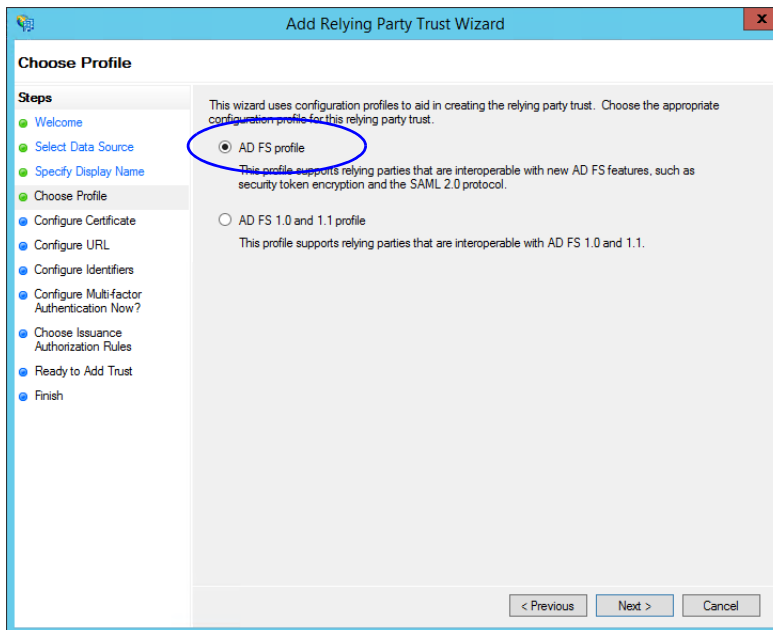 Add Relying Party Trust Wizard
x
Choose Profile
Steps
Welcome
Select Data Source
Specify Display Name
Choose Profile
Configure Certificate
Configure URL
Configure Identifiers
Configure Multi-factor
Authentication Now?
Choose Issuance
Authorization Rules
Ready to Add Trust
Finish
This wizard uses configuration profiles to aid in creating the relying party trust. Choose the appropriate
configuration profile for this relying party trust.
AD FS profile
This profile supports relying parties that are interoperable with new AD FS features, such as
security token encryption and the SAML 2.0 protocol.
AD FS 1.0 and 1.1 profile
This profile supports relying parties that are interoperable with AD FS 1.0 and 1.1.
< Previous
Next >
Cancel